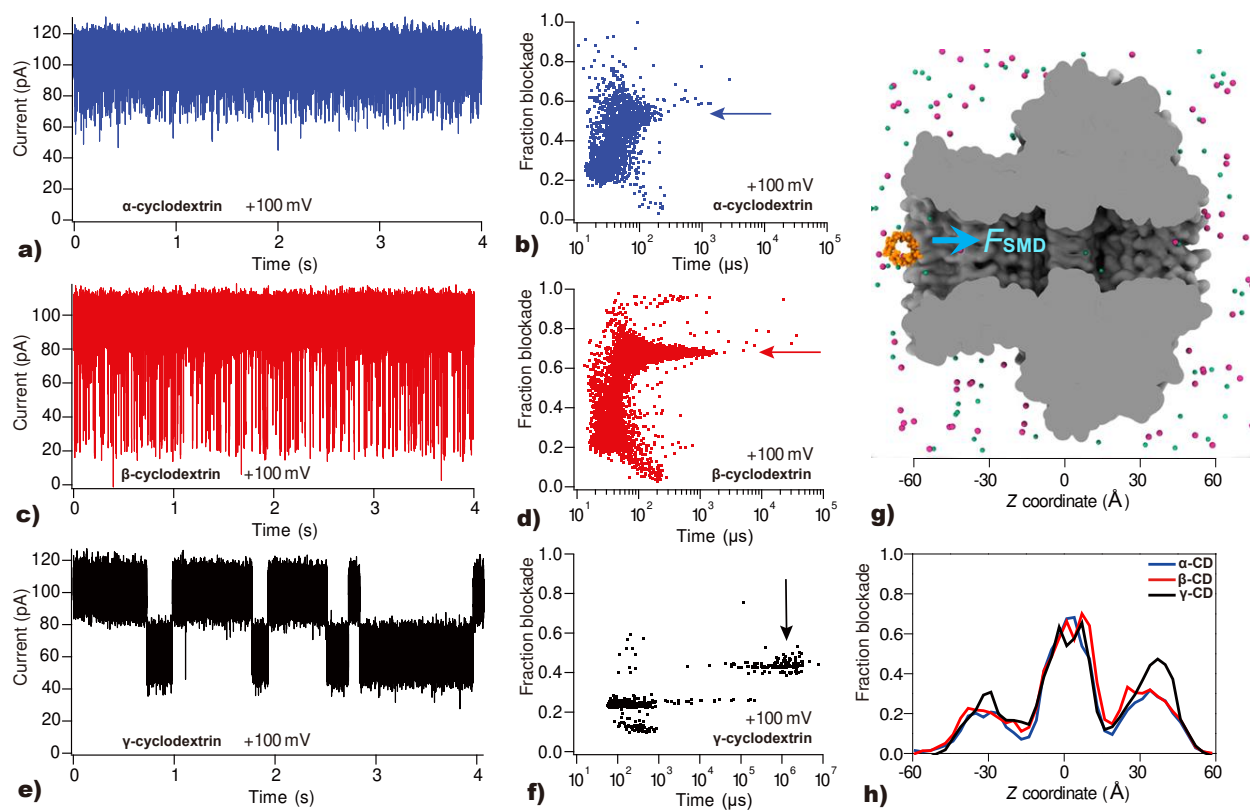 Current (pA)
120
100
80
60
40
20
0
α-cyclodextrin +100 mV
0 1 2 3 4
Time (s)
a)
Fraction blockade
1.0
0.8
0.6
0.4
0.2
0.0
+100 mV
α-cyclodextrin
10¹ 10² 10³ 10⁴ 10⁵
Time (µs)
b)
Current (pA)
120
100
80
60
40
20
0
β-cyclodextrin +100 mV
0 1 2 3 4
Time (s)
c)
Fraction blockade
1.0
0.8
0.6
0.4
0.2
0.0
+100 mV
β-cyclodextrin
10¹ 10² 10³ 10⁴ 10⁵
Time (µs)
d)
Current (pA)
120
100
80
60
40
20
0
γ-cyclodextrin +100 mV
0 1 2 3 4
Time (s)
e)
Fraction blockade
1.0
0.8
0.6
0.4
0.2
0.0
+100 mV
γ-cyclodextrin
10¹ 10² 10³ 10⁴ 10⁵ 10⁶ 10⁷
Time (µs)
f)
FSMD
-60 -30 0 30 60
Z coordinate (Å)
g)
Fraction blockade
1.0
0.8
0.6
0.4
0.2
0.0
α-CD
β-CD
γ-CD
-60 -30 0 30 60
Z coordinate (Å)
h)